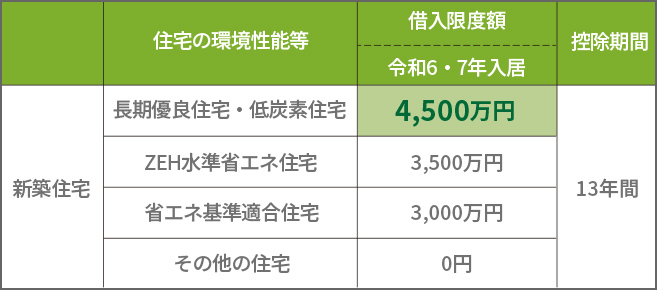 住宅の環境性能等
借入限度額
令和6・7年入居
控除期間
新築住宅
長期優良住宅・低炭素住宅
4,500万円
ZEH水準省エネ住宅
3,500万円
省エネ基準適合住宅
3,000万円
その他の住宅
0円
13年間